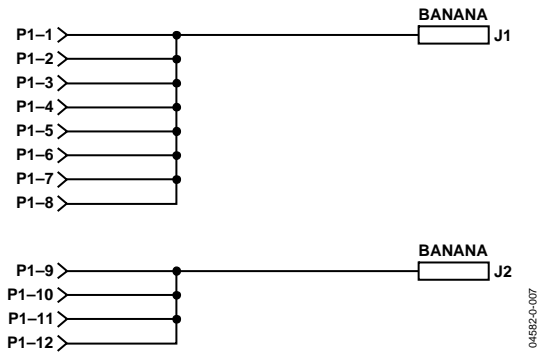 BANANA
P1–1 J1
P1–2
P1–3
P1–4
P1–5
P1–6
P1–7
P1–8
BANANA
P1–9 J2
P1–10
P1–11
P1–12
04582-0-007